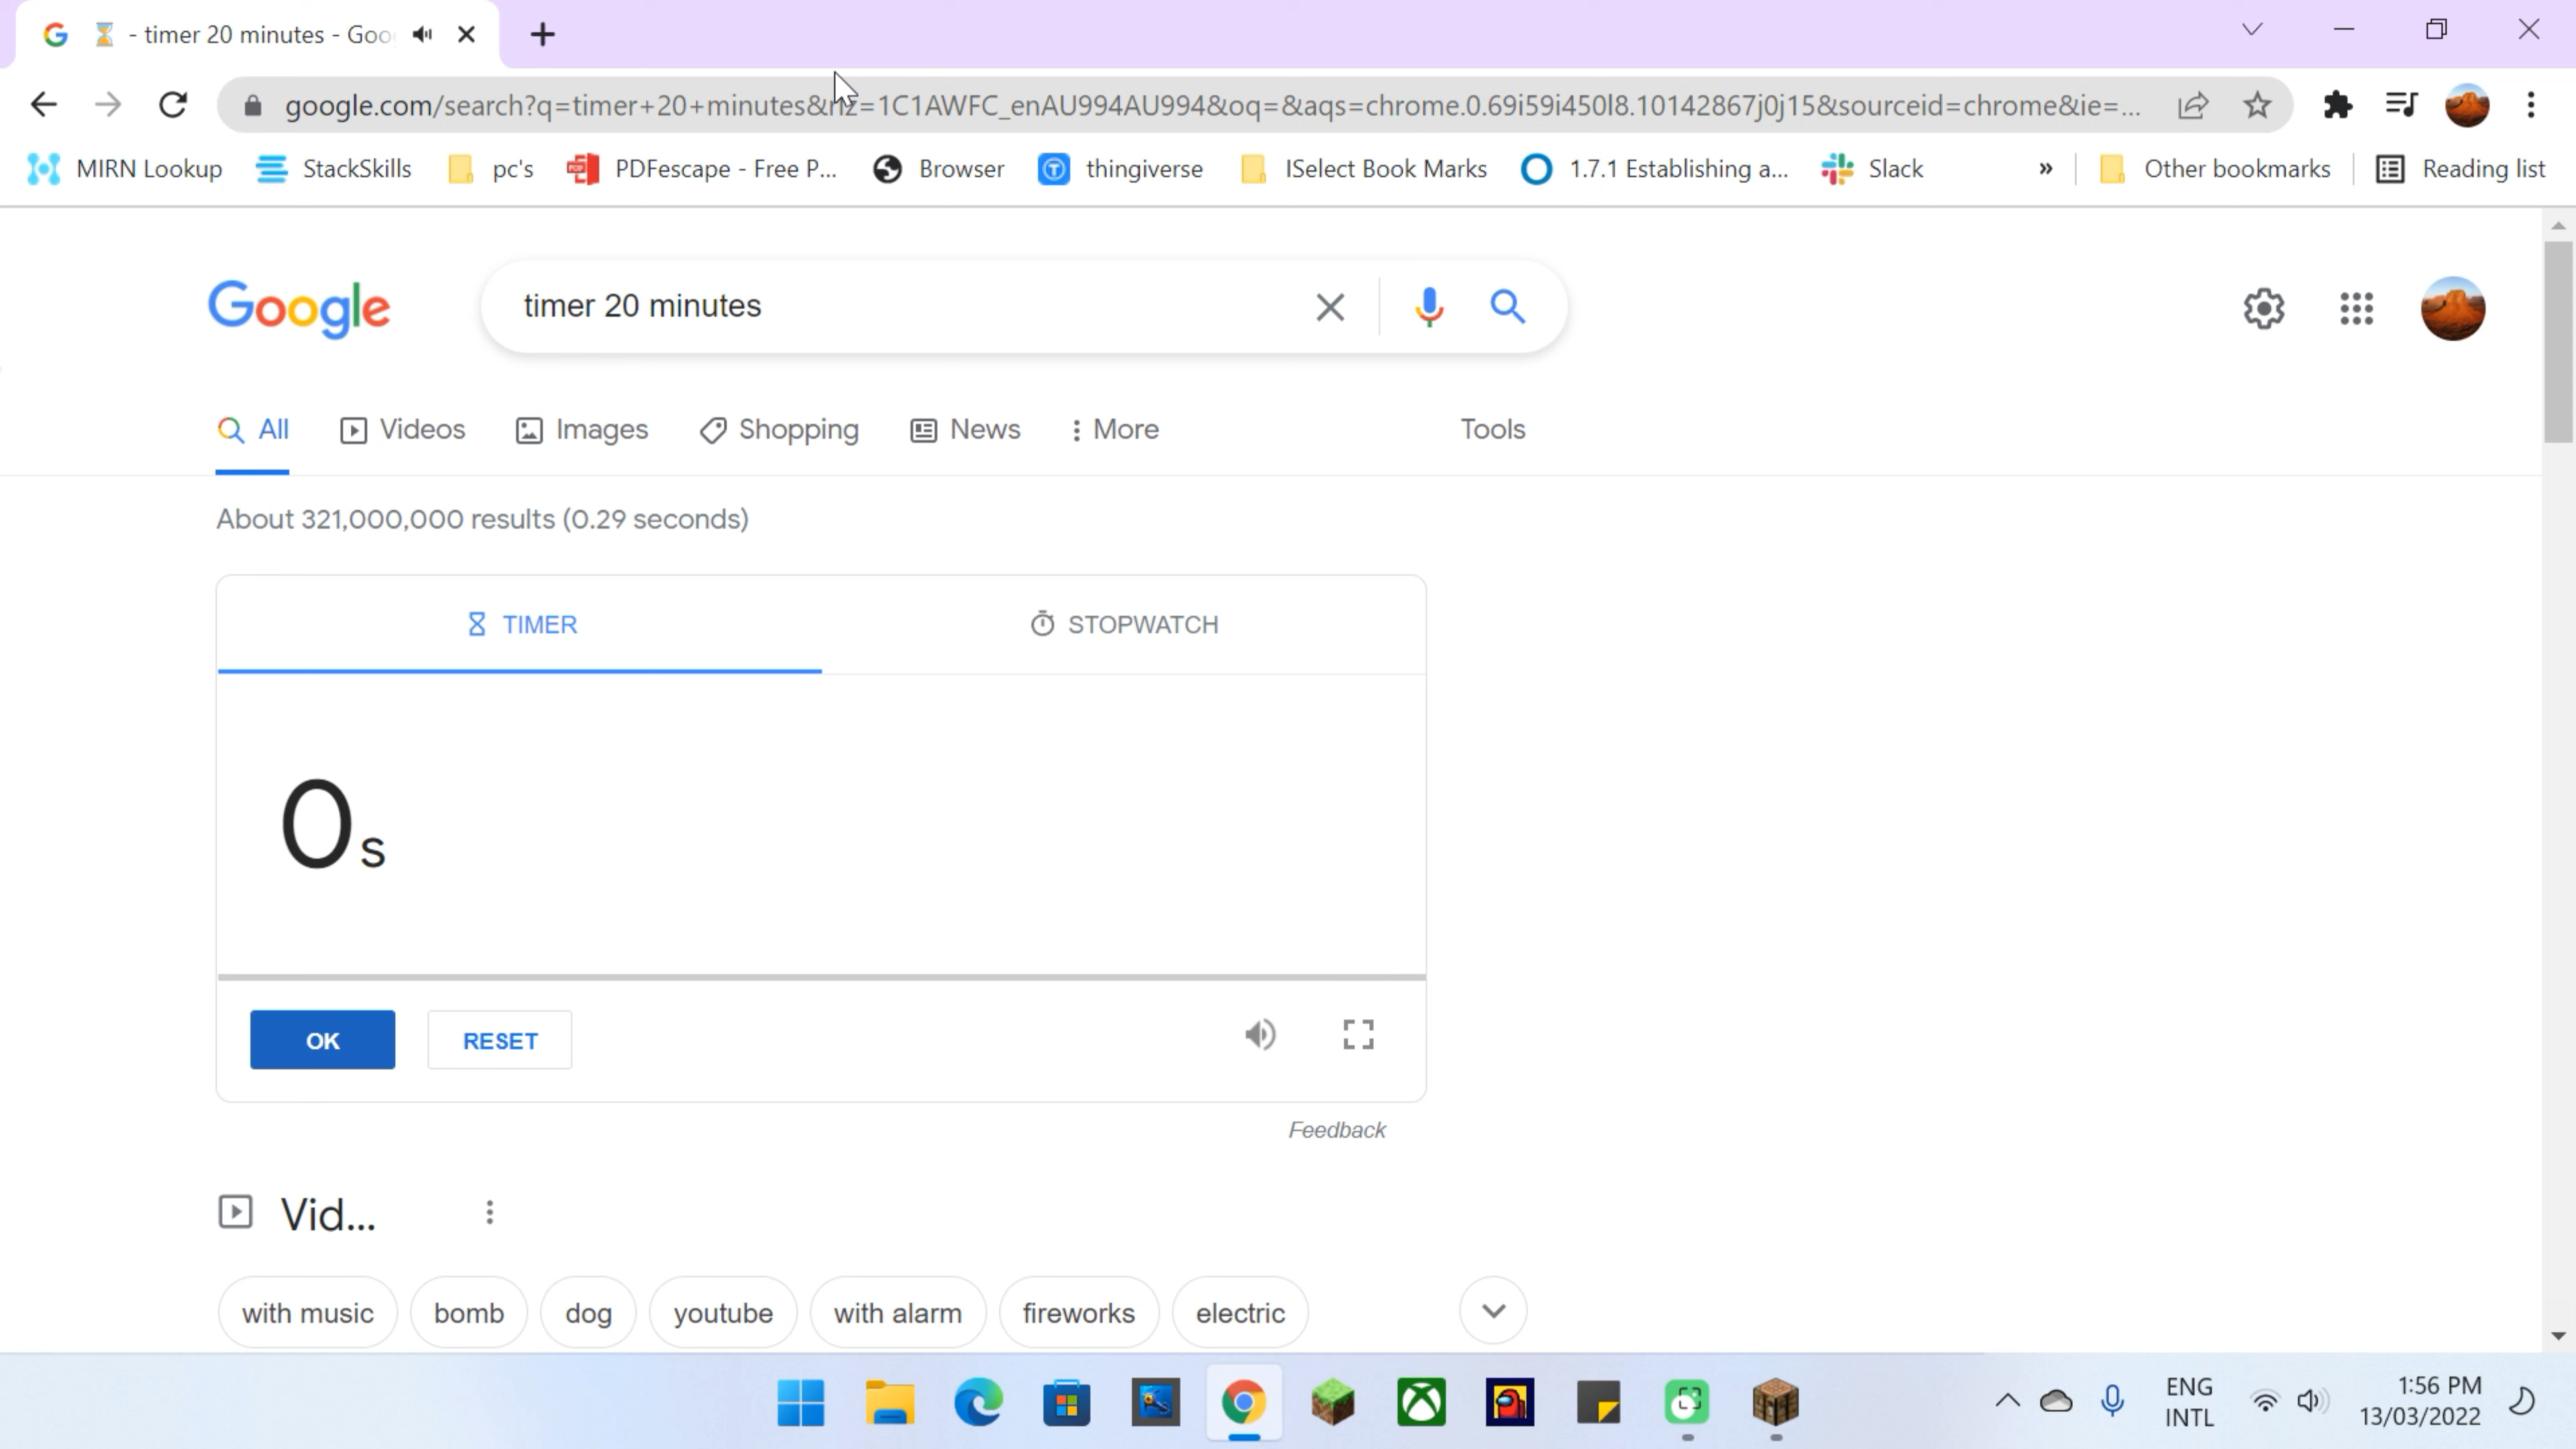 - timer 20 minutes - Goo
google.com/search?q=timer+20+minutes&rlz=1C1AWFC_enAU994AU994&oq=&aqs=chrome.0.69i59i450l8.10142867j0j15&sourceid=chrome&ie=...
MIRN Lookup StackSkills pc's PDFescape - Free P... Browser thingiverse ISelect Book Marks 1.7.1 Establishing a... Slack » Other bookmarks Reading list
Google timer 20 minutes
All Videos Images Shopping News More Tools
About 321,000,000 results (0.29 seconds)
TIMER STOPWATCH
0s
OK RESET
Feedback
Vid...
with music bomb dog youtube with alarm fireworks electric
ENG 1:56 PM
INTL 13/03/2022